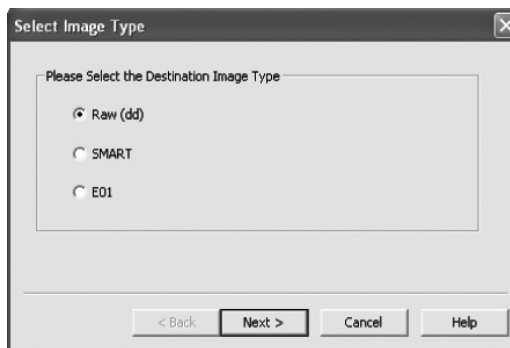 Select Image Type
Please Select the Destination Image Type
Raw (dd)
SMART
E01
< Back Next > Cancel Help